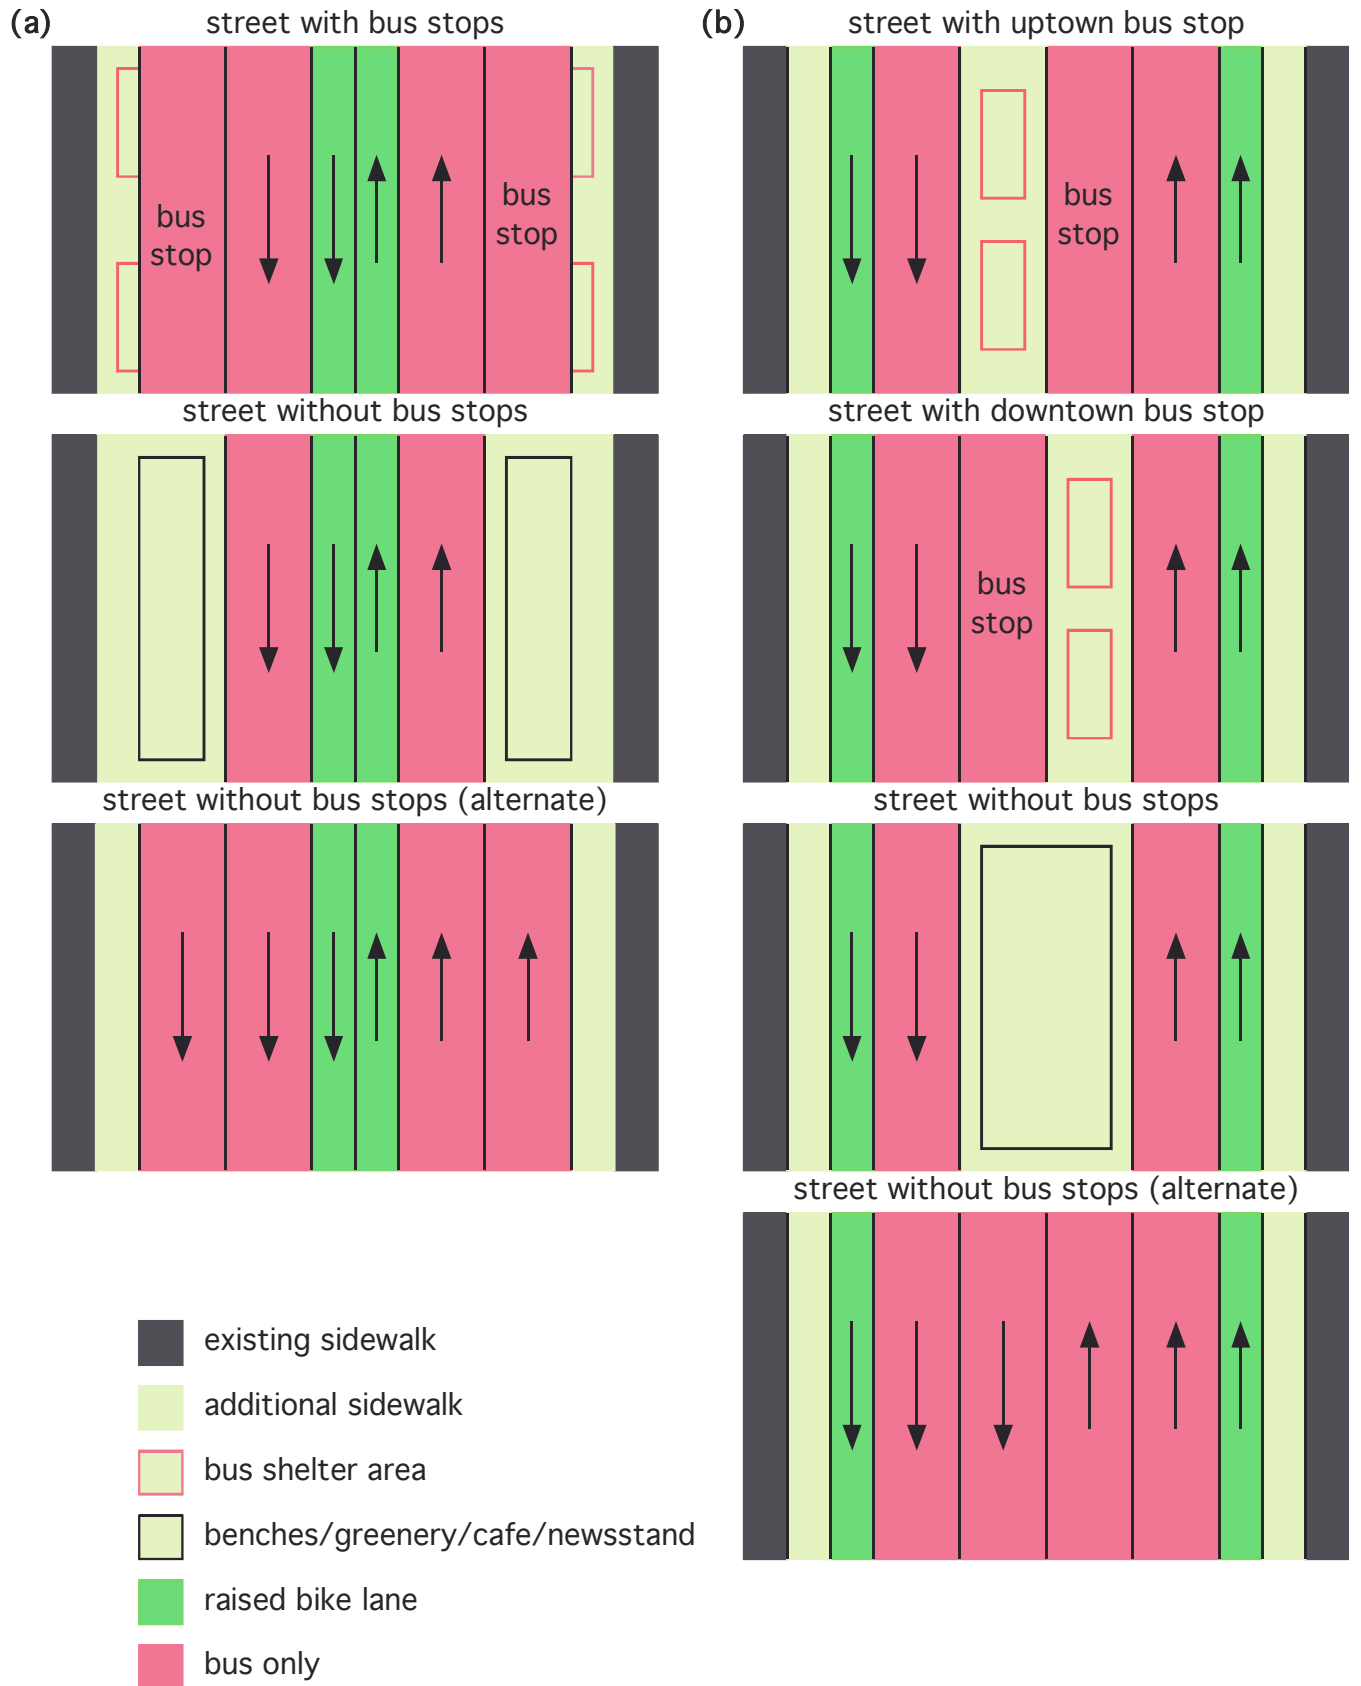 (a)
street with bus stops
bus
stop
bus
stop
street without bus stops
street without bus stops (alternate)
(b)
street with uptown bus stop
bus
stop
street with downtown bus stop
bus
stop
street without bus stops
street without bus stops (alternate)
existing sidewalk
additional sidewalk
bus shelter area
benches/greenery/cafe/newsstand
raised bike lane
bus only